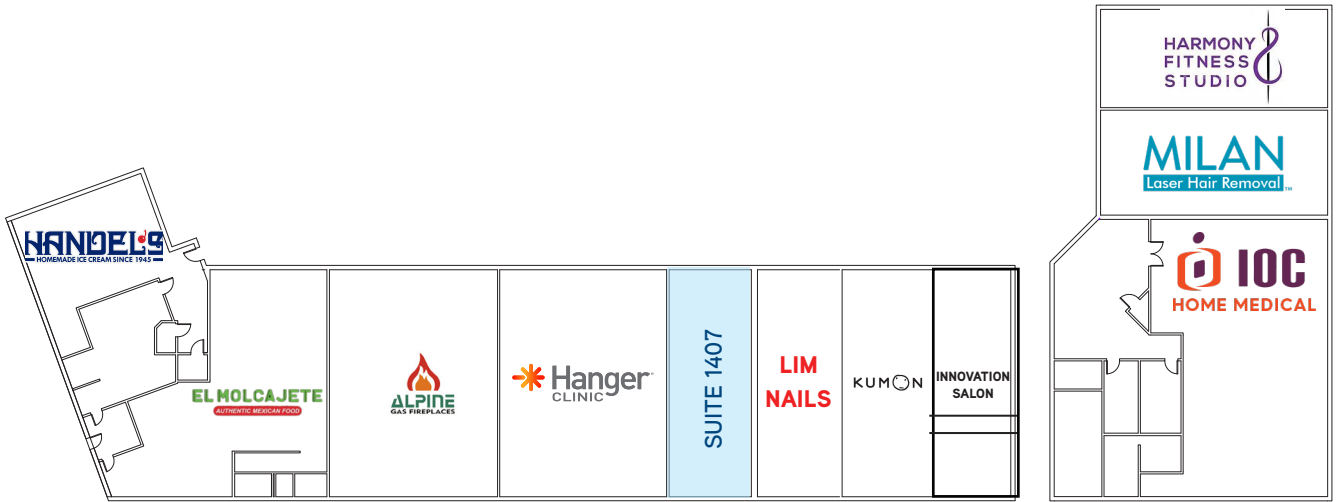 HARMONY
FITNESS
STUDIO
MILAN
Laser Hair Removal™
HANDEL'S
HOMEMADE ICE CREAM SINCE 1945
IOC
HOME MEDICAL
EL MOLCAJETE
AUTHENTIC MEXICAN FOOD
ALPINE
GAS FIREPLACES
Hanger
CLINIC
SUITE 1407
LIM
NAILS
KUMON
INNOVATION
SALON